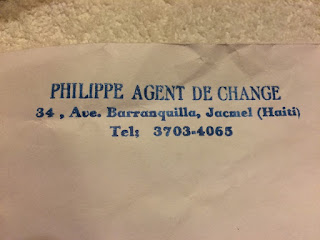 PHILIPPE AGENT DE CHANGE
34 , Ave. Barranquilla, Jacmel (Haiti)
Tel: 3703-4065